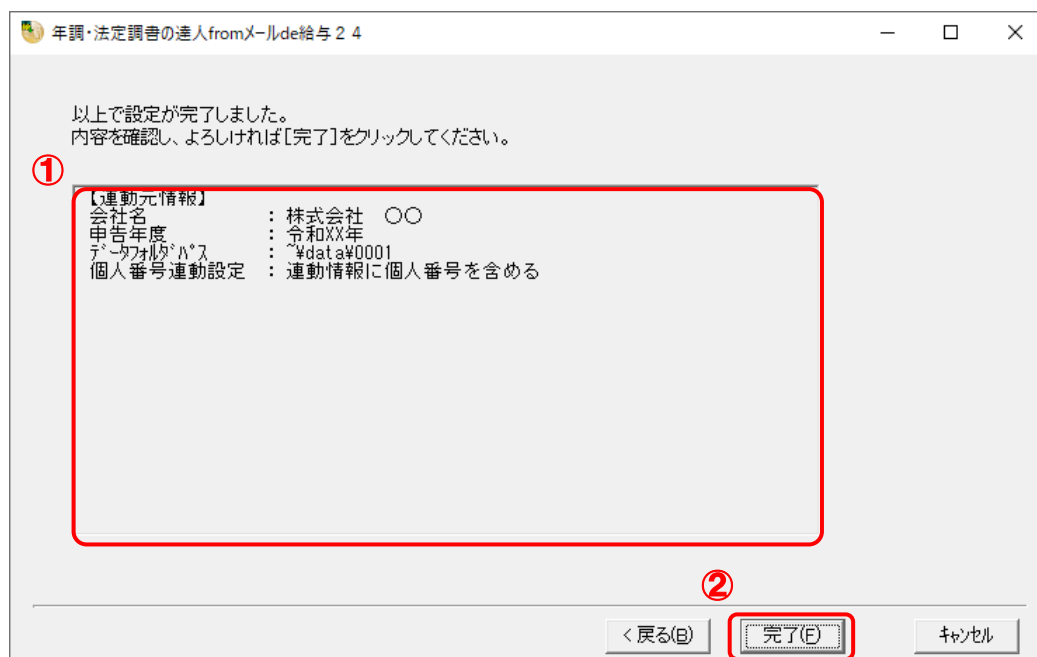 年調・法定調書の達人fromメールde給与24
以上で設定が完了しました。
内容を確認し、よろしければ[完了]をクリックしてください。
①
【連動元情報】
会社名 : 株式会社 〇〇
申告年度 : 令和XX年
ﾃﾞｰﾀﾌｫﾙﾀﾞﾊﾟｽ : ~¥data¥0001
個人番号連動設定 : 連動情報に個人番号を含める
②
< 戻る(B) 完了(F) ｷｬﾝｾﾙ